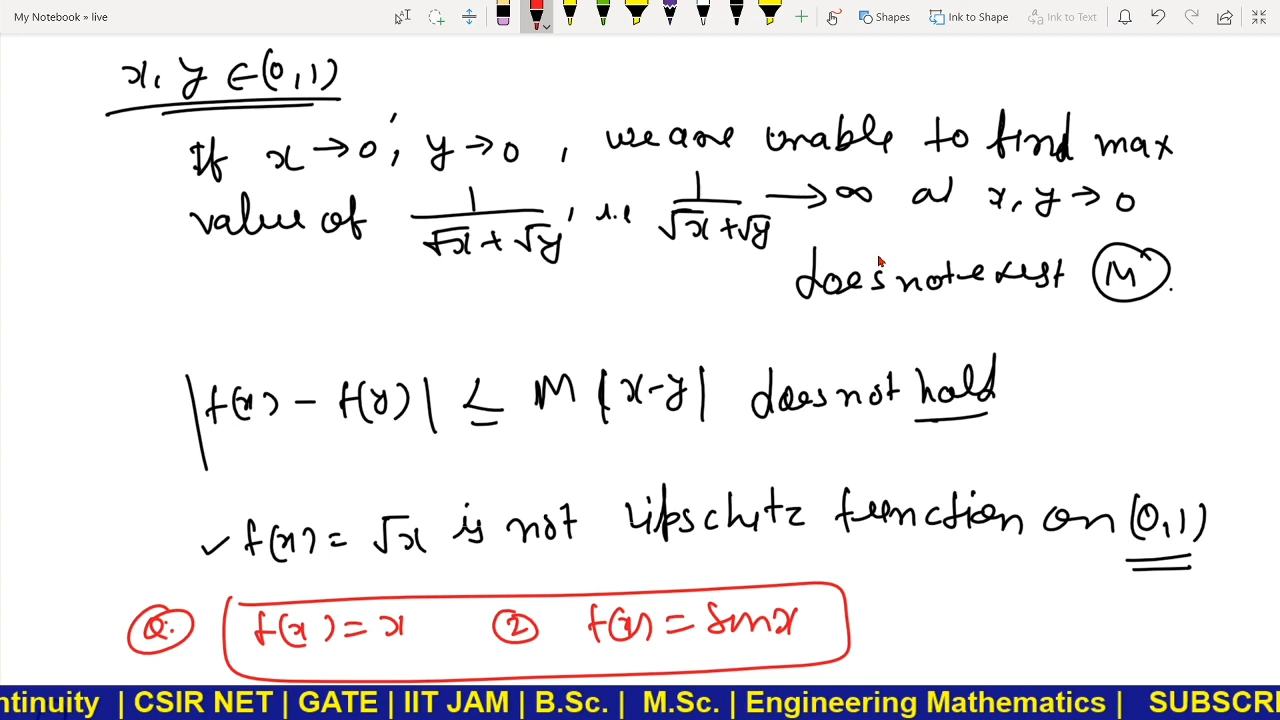 My Notebook » live
Shapes
Ink to Shape
Ink to Text
x, y ∈ (0, 1)
If x → 0, y → 0, we are unable to find max
value of 1/(√x + √y), i.e 1/(√x + √y) → ∞ as x, y → 0
does not exist M.
|f(x) - f(y)| ≤ M |x-y| does not hold
✓ f(x) = √x is not Lipschitz function on (0, 1)
Q. f(x) = x ② f(x) = sinx
ntinuity | CSIR NET | GATE | IIT JAM | B.Sc. | M.Sc. | Engineering Mathematics | SUBSCRI